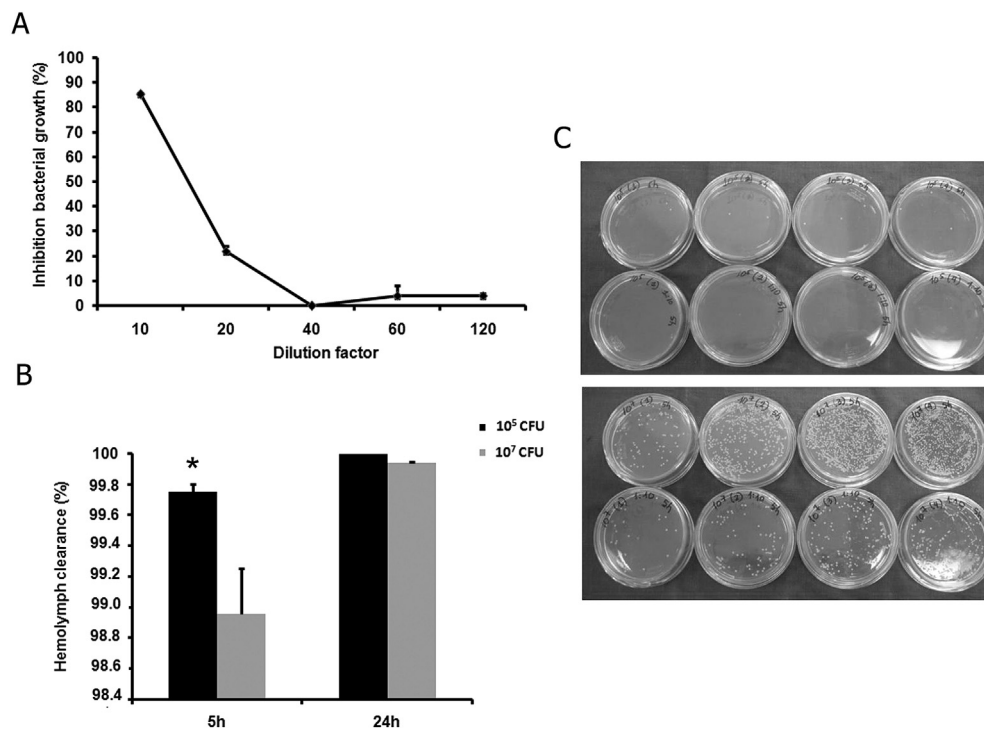 A
Inhibition bacterial growth (%)
100
90
80
70
60
50
40
30
20
10
0
10 20 40 60 120
Dilution factor
B
Hemolymph clearance (%)
100
99.8
99.6
99.4
99.2
99.0
98.8
98.6
98.4
*
10⁵ CFU
10⁷ CFU
5h 24h
C